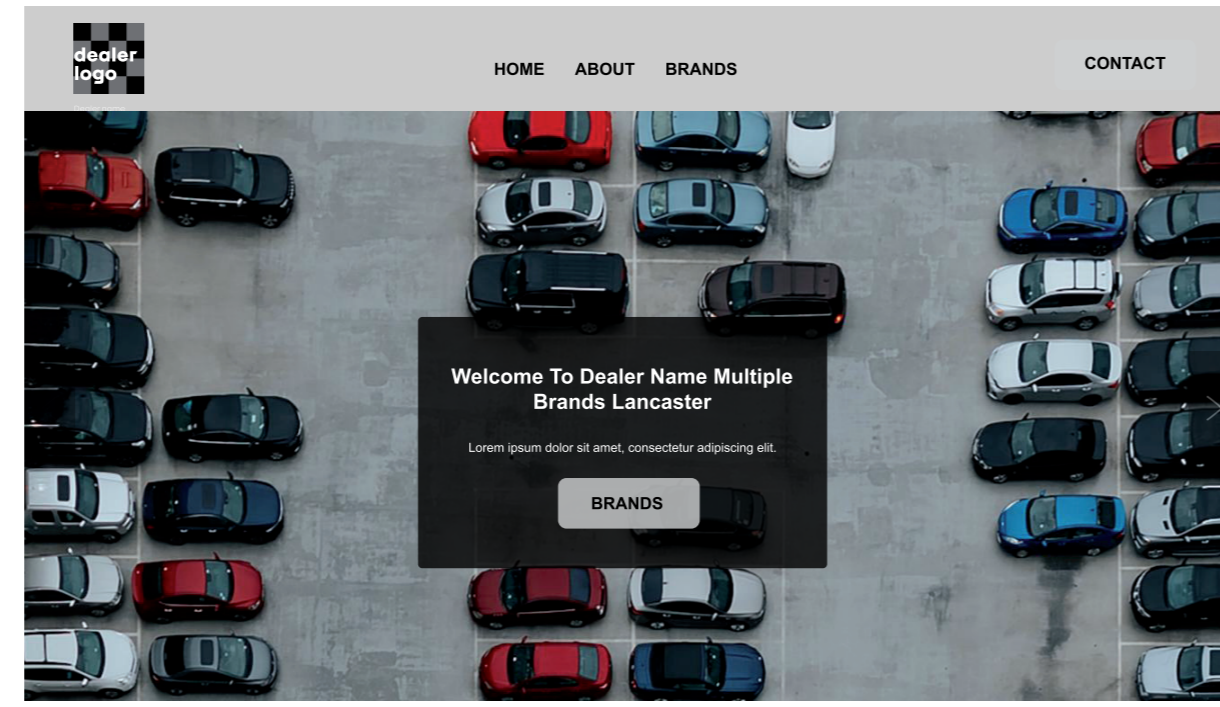 dealer
logo
HOME ABOUT BRANDS
CONTACT
Welcome To Dealer Name Multiple
Brands Lancaster
Lorem ipsum dolor sit amet, consectetur adipiscing elit.
BRANDS